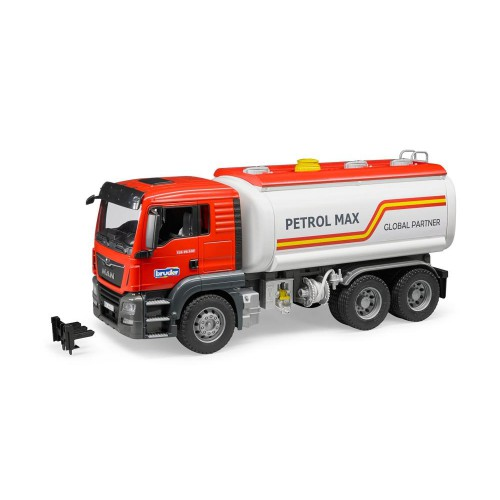 PETROL MAX
GLOBAL PARTNER
bruder
MAN